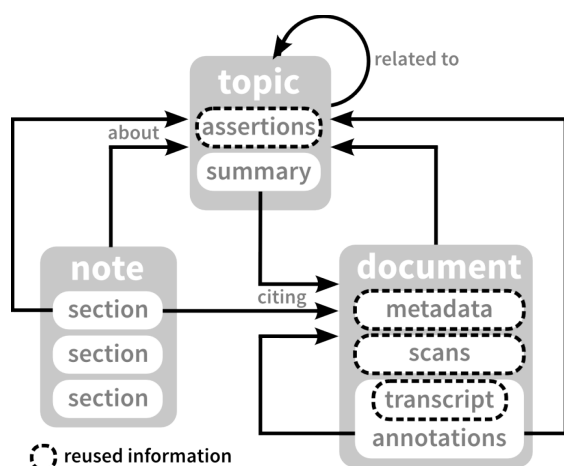 related to
topic
assertions
about
summary
note
document
citing
section
metadata
section
scans
section
transcript
annotations
reused information